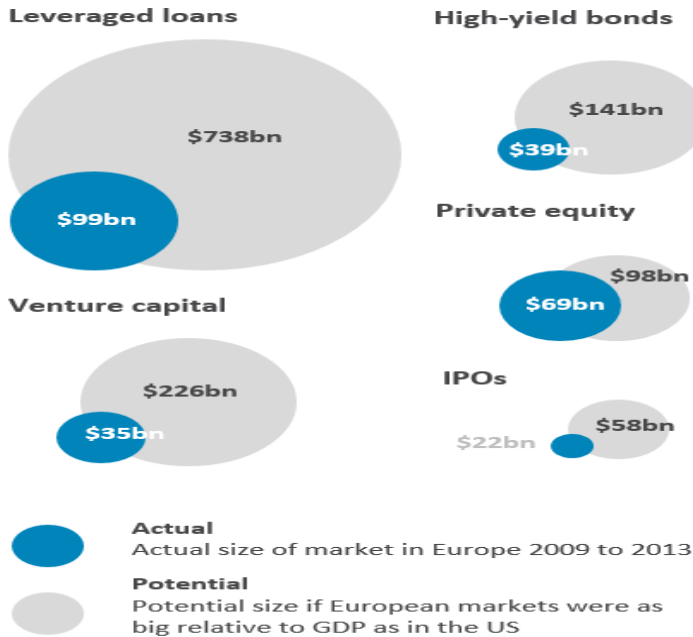 Leveraged loans
$738bn
$99bn
High-yield bonds
$141bn
$39bn
Private equity
$98bn
$69bn
Venture capital
$226bn
$35bn
IPOs
$58bn
$22bn
Actual
Actual size of market in Europe 2009 to 2013
Potential
Potential size if European markets were as
big relative to GDP as in the US